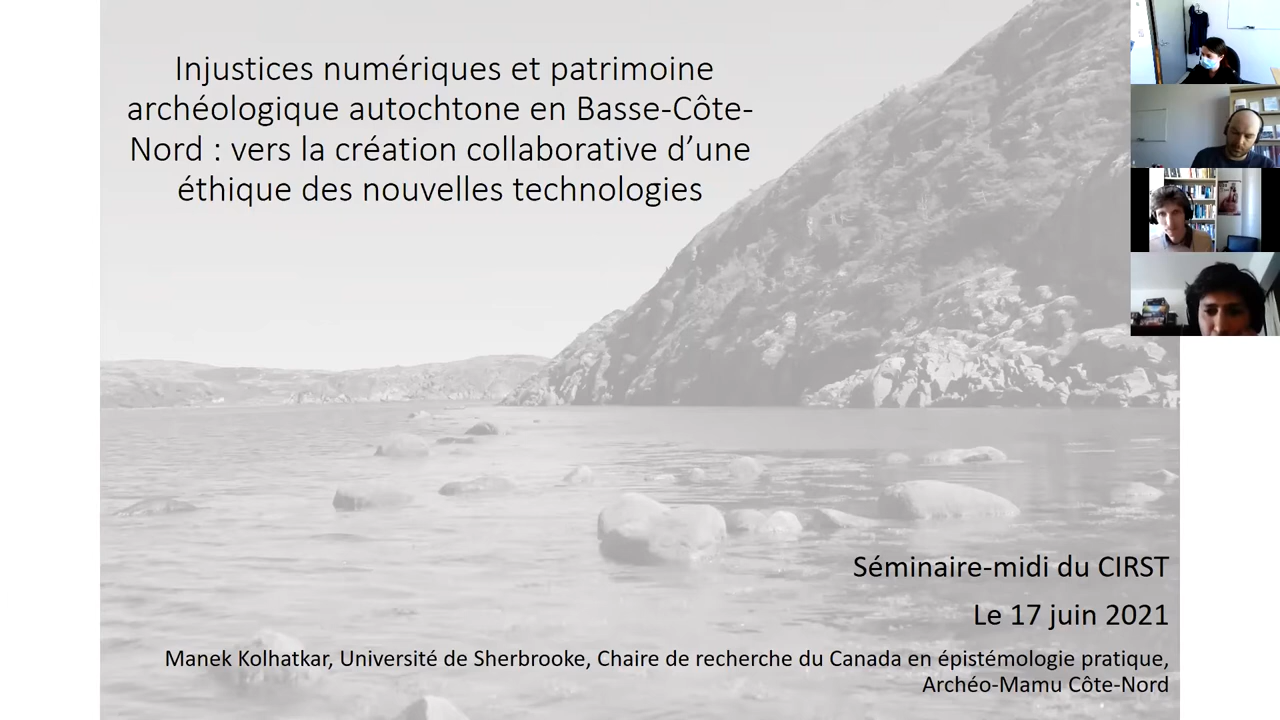 Injustices numériques et patrimoine
archéologique autochtone en Basse-Côte-
Nord : vers la création collaborative d’une
éthique des nouvelles technologies
Séminaire-midi du CIRST
Le 17 juin 2021
Manek Kolhatkar, Université de Sherbrooke, Chaire de recherche du Canada en épistémologie pratique,
Archéo-Mamu Côte-Nord